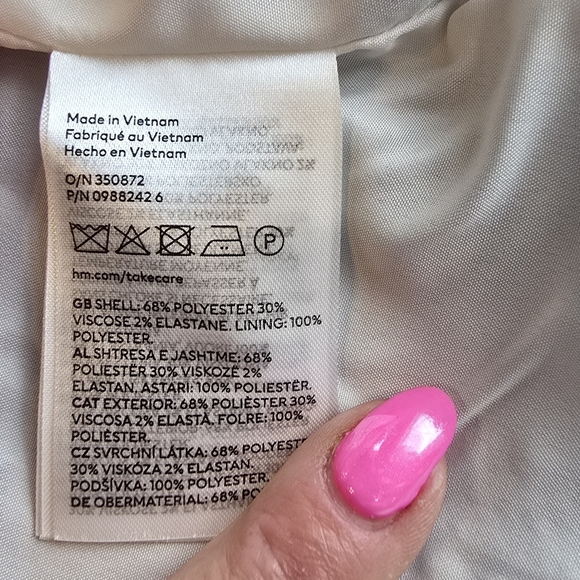 Made in Vietnam
Fabriqué au Vietnam
Hecho en Vietnam
O/N 350872
P/N 0988242 6
P
hm.com/takecare
GB SHELL: 68% POLYESTER 30%
VISCOSE 2% ELASTANE. LINING: 100%
POLYESTER.
AL SHTRESA E JASHTME: 68%
POLIESTËR 30% VISKOZË 2%
ELASTAN. ASTARI: 100% POLIESTËR.
CAT EXTERIOR: 68% POLIÈSTER 30%
VISCOSA 2% ELASTÀ. FOLRE: 100%
POLIÈSTER.
CZ SVRCHNÍ LÁTKA: 68% POLYEST
30% VISKÓZA 2% ELASTAN.
PODŠÍVKA: 100% POLYESTER.
DE OBERMATERIAL: 68% PO